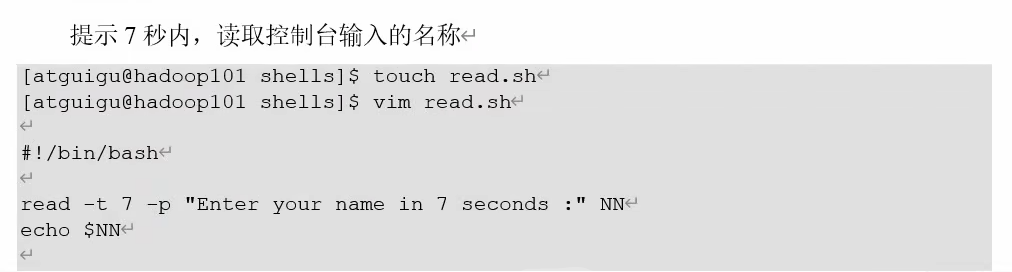 提示 7 秒内，读取控制台输入的名称↵
[atguigu@hadoop101 shells]$ touch read.sh↵
[atguigu@hadoop101 shells]$ vim read.sh↵
↵
#!/bin/bash↵
↵
read -t 7 -p "Enter your name in 7 seconds :" NN↵
echo $NN↵
↵